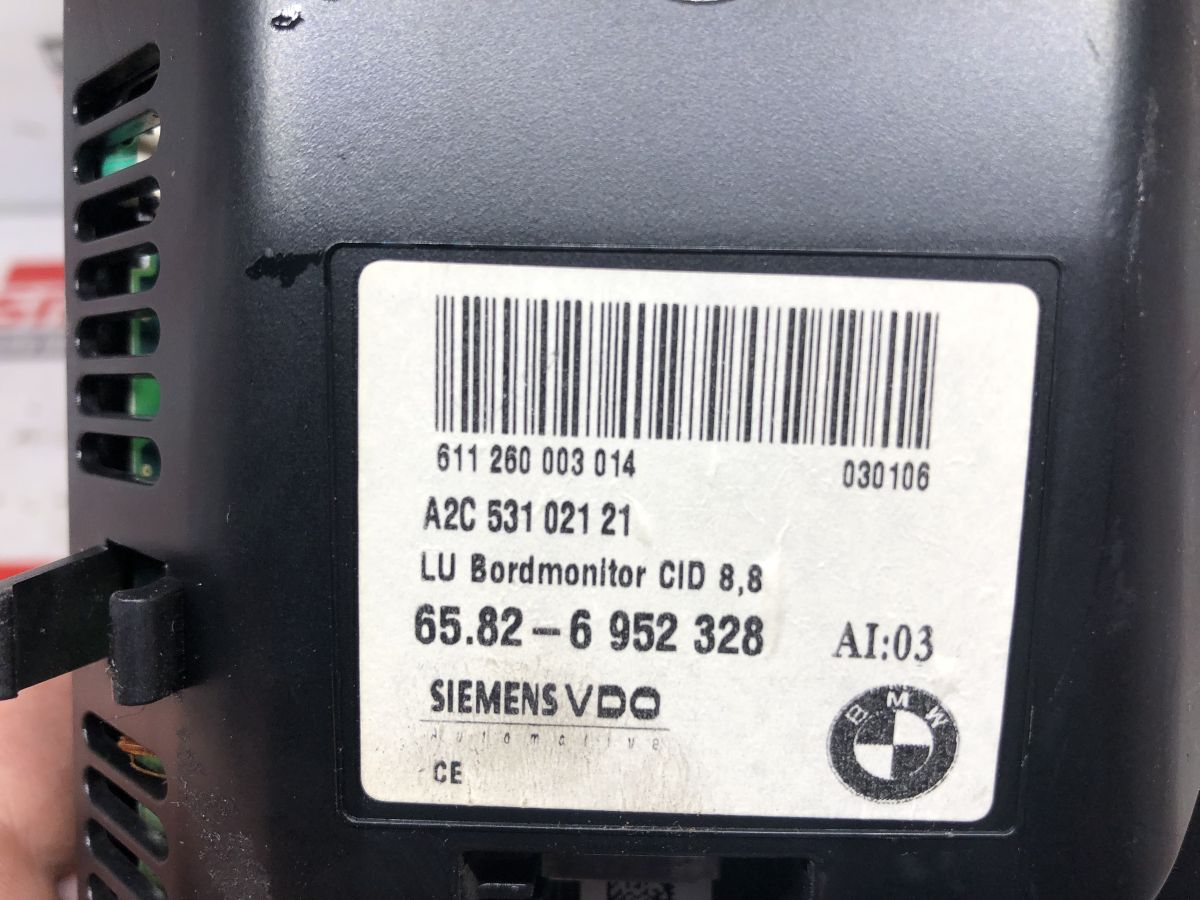 611 260 003 014 030106
A2C 531 021 21
LU Bordmonitor CID 8,8
65.82-6 952 328 AI:03
SIEMENS VDO
Automotive
CE
BMW